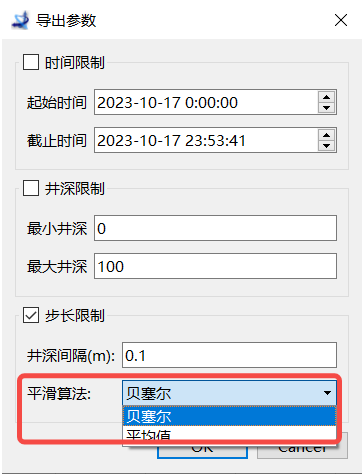 导出参数
时间限制
起始时间 2023-10-17 0:00:00
截止时间 2023-10-17 23:53:41
井深限制
最小井深 0
最大井深 100
步长限制
井深间隔(m): 0.1
平滑算法: 贝塞尔
贝塞尔
平均值
OK Cancel